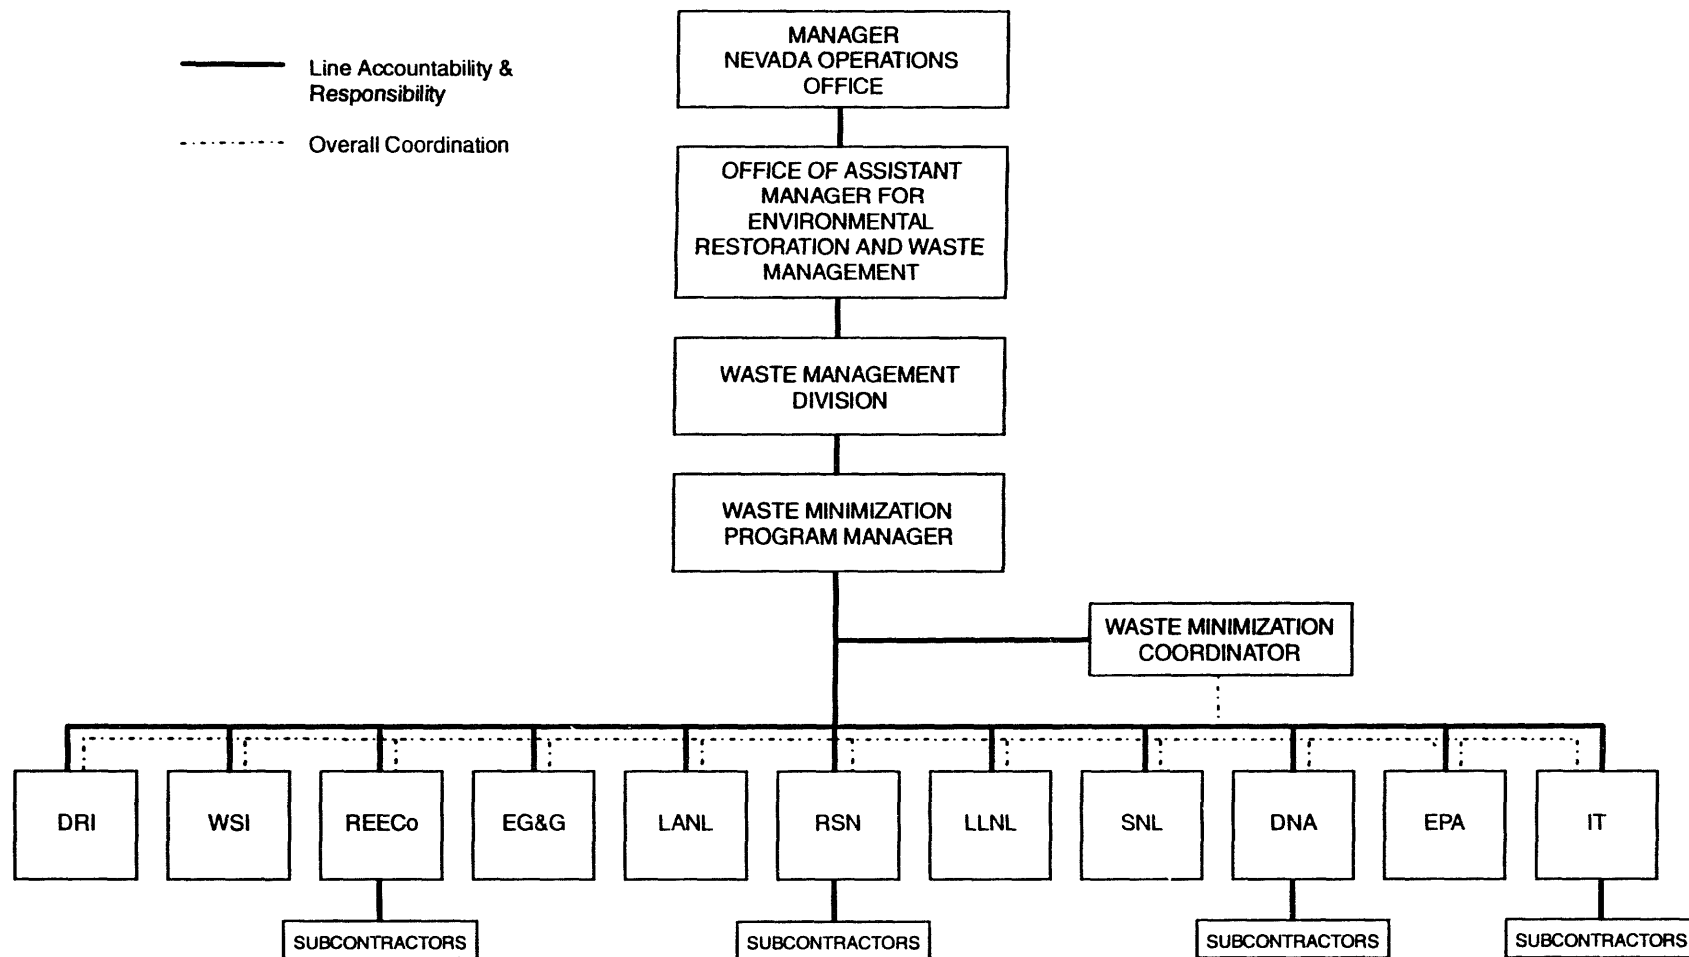 MANAGER
NEVADA OPERATIONS
OFFICE
Line Accountability &
Responsibility
Overall Coordination
OFFICE OF ASSISTANT
MANAGER FOR
ENVIRONMENTAL
RESTORATION AND WASTE
MANAGEMENT
WASTE MANAGEMENT
DIVISION
WASTE MINIMIZATION
PROGRAM MANAGER
WASTE MINIMIZATION
COORDINATOR
DRI
WSI
REECo
EG&G
LANL
RSN
LLNL
SNL
DNA
EPA
IT
SUBCONTRACTORS
SUBCONTRACTORS
SUBCONTRACTORS
SUBCONTRACTORS